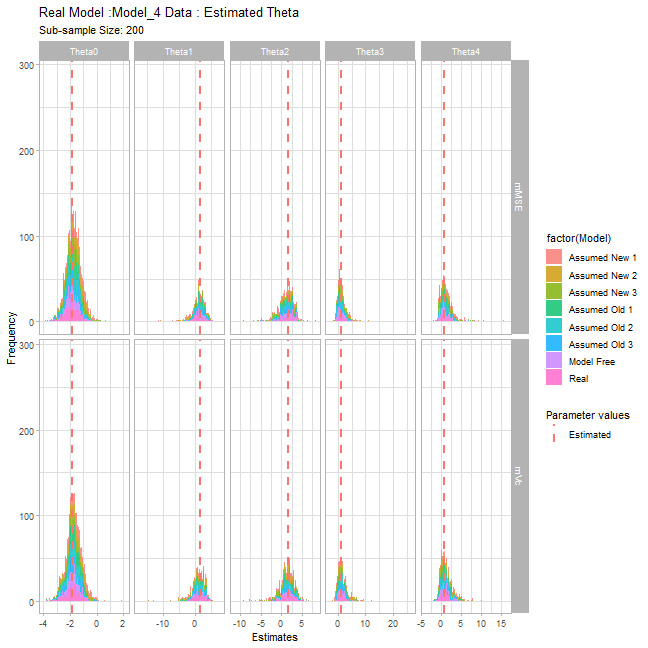 Real Model :Model_4 Data : Estimated Theta
Sub-sample Size: 200
Theta0 Theta1 Theta2 Theta3 Theta4
300
200
100
0
mMSE
300
200
100
0
mVc
Frequency
-4 -2 0 2
-10 0
-10 -5 0 5
0 10 20
-5 0 5 10 15
Estimates
factor(Model)
Assumed New 1
Assumed New 2
Assumed New 3
Assumed Old 1
Assumed Old 2
Assumed Old 3
Model Free
Real
Parameter values
Estimated